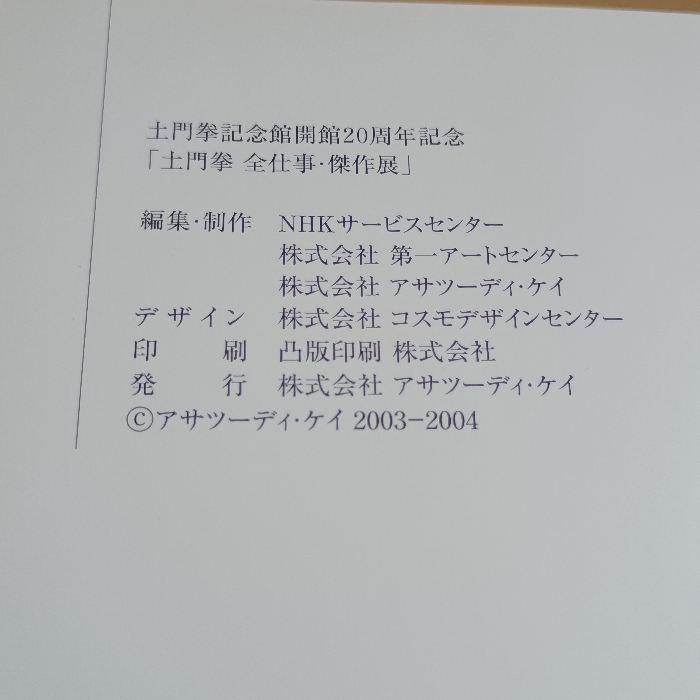 土門拳記念館開館20周年記念
「土門拳 全仕事・傑作展」
編集・制作 NHKサービスセンター
株式会社 第一アートセンター
株式会社 アサツーディ・ケイ
デザイン 株式会社 コスモデザインセンター
印刷 凸版印刷 株式会社
発行 株式会社 アサツーディ・ケイ
©アサツーディ・ケイ 2003-2004